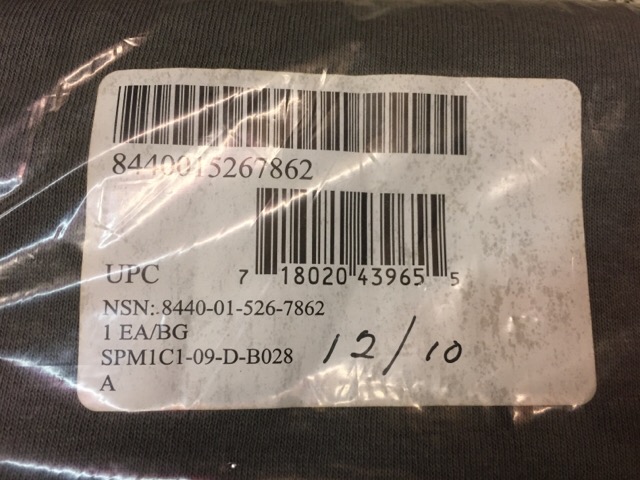 8440015267862
UPC 7 18020 43965 5
NSN: 8440-01-526-7862
1 EA/BG
SPM1C1-09-D-B028 12/10
A